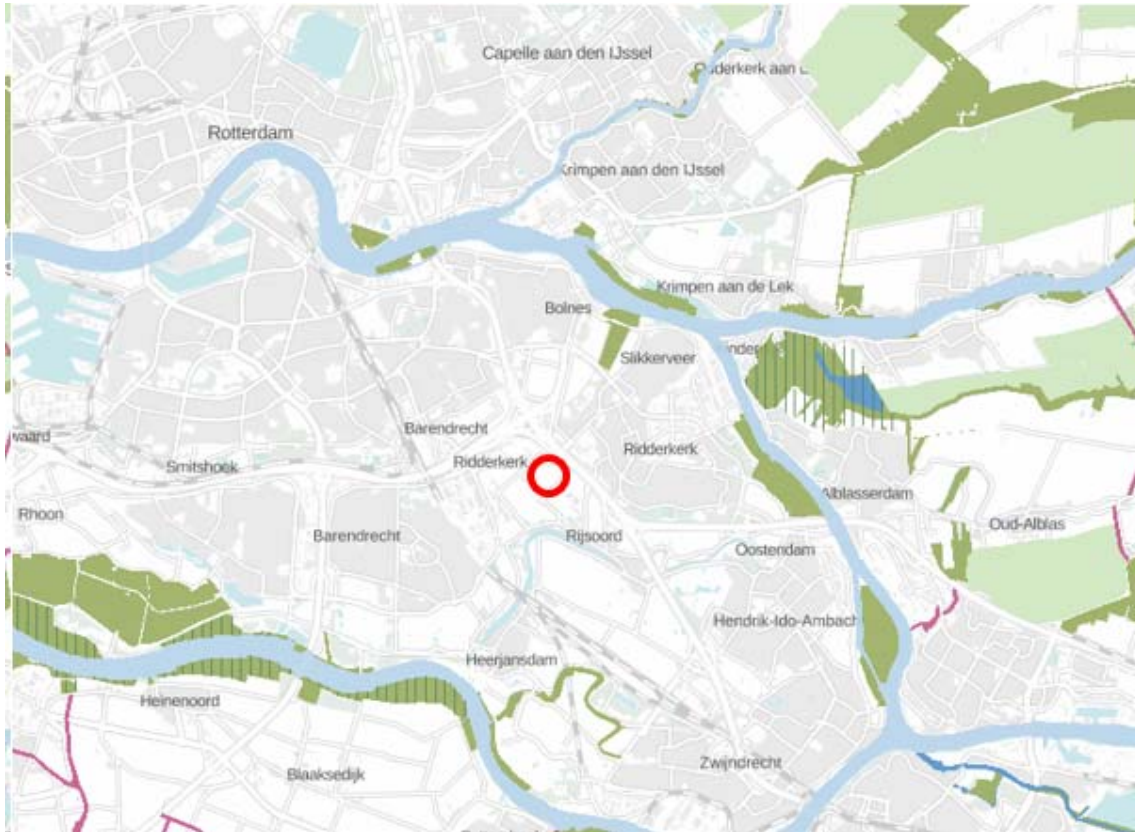 Capelle aan den IJssel
Rotterdam
Krimpen aan den IJssel
Krimpen aan de Lek
Bolnes
Slikkerveer
Barendrecht
Ridderkerk
Ridderkerk
Smitshoek
Alblasserdam
Rhoon
Oud-Alblas
Barendrecht
Rijsoord
Oostendam
Hendrik-Ido-Ambach
Heerjansdam
Heinenoord
Zwijndrecht
Blaaksedijk